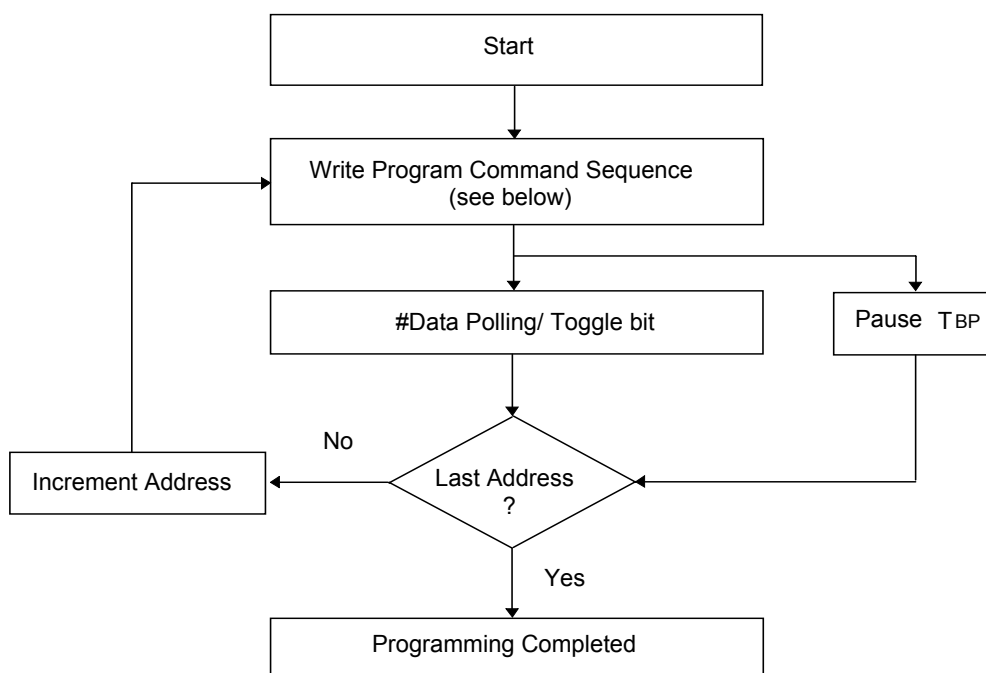 Start
Write Program Command Sequence
(see below)
#Data Polling/ Toggle bit
Pause TBP
No
Increment Address
Last Address
?
Yes
Programming Completed